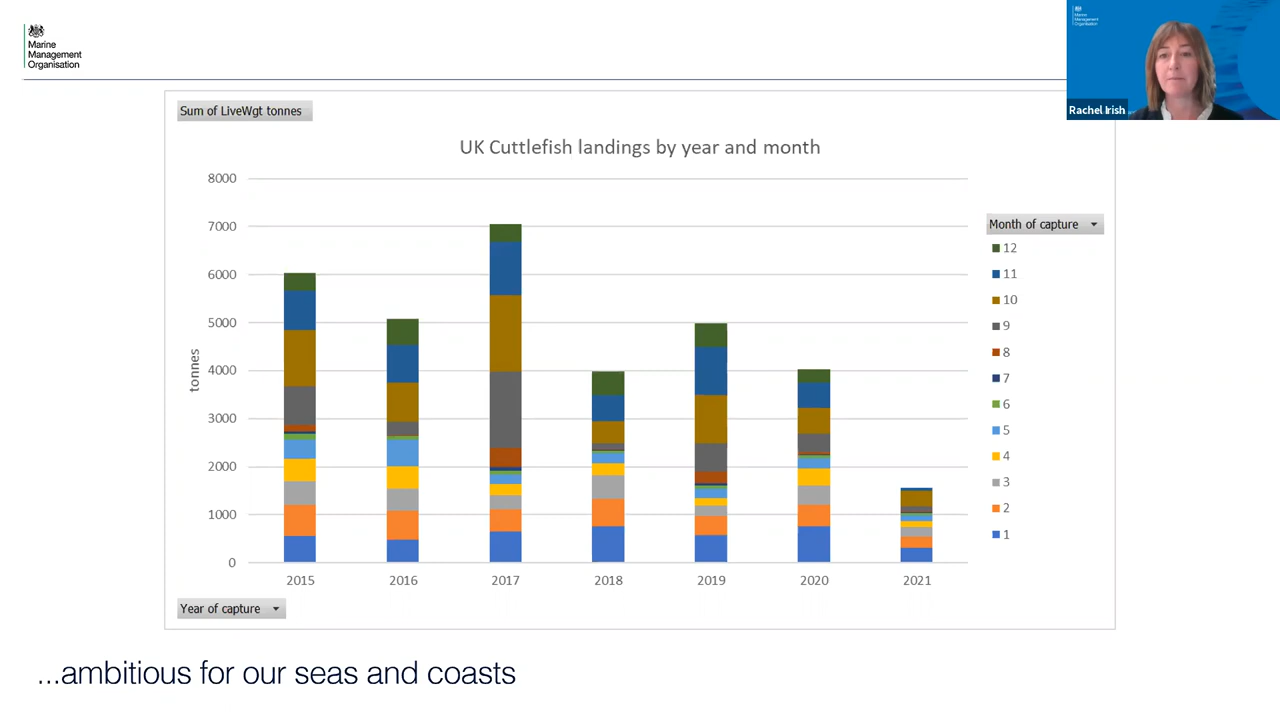 Marine
Management
Organisation
Marine
Management
Organisation
Rachel Irish
Sum of LiveWgt tonnes
UK Cuttlefish landings by year and month
8000
7000
6000
5000
4000
3000
2000
1000
0
tonnes
2015 2016 2017 2018 2019 2020 2021
Month of capture
12
11
10
9
8
7
6
5
4
3
2
1
Year of capture
...ambitious for our seas and coasts